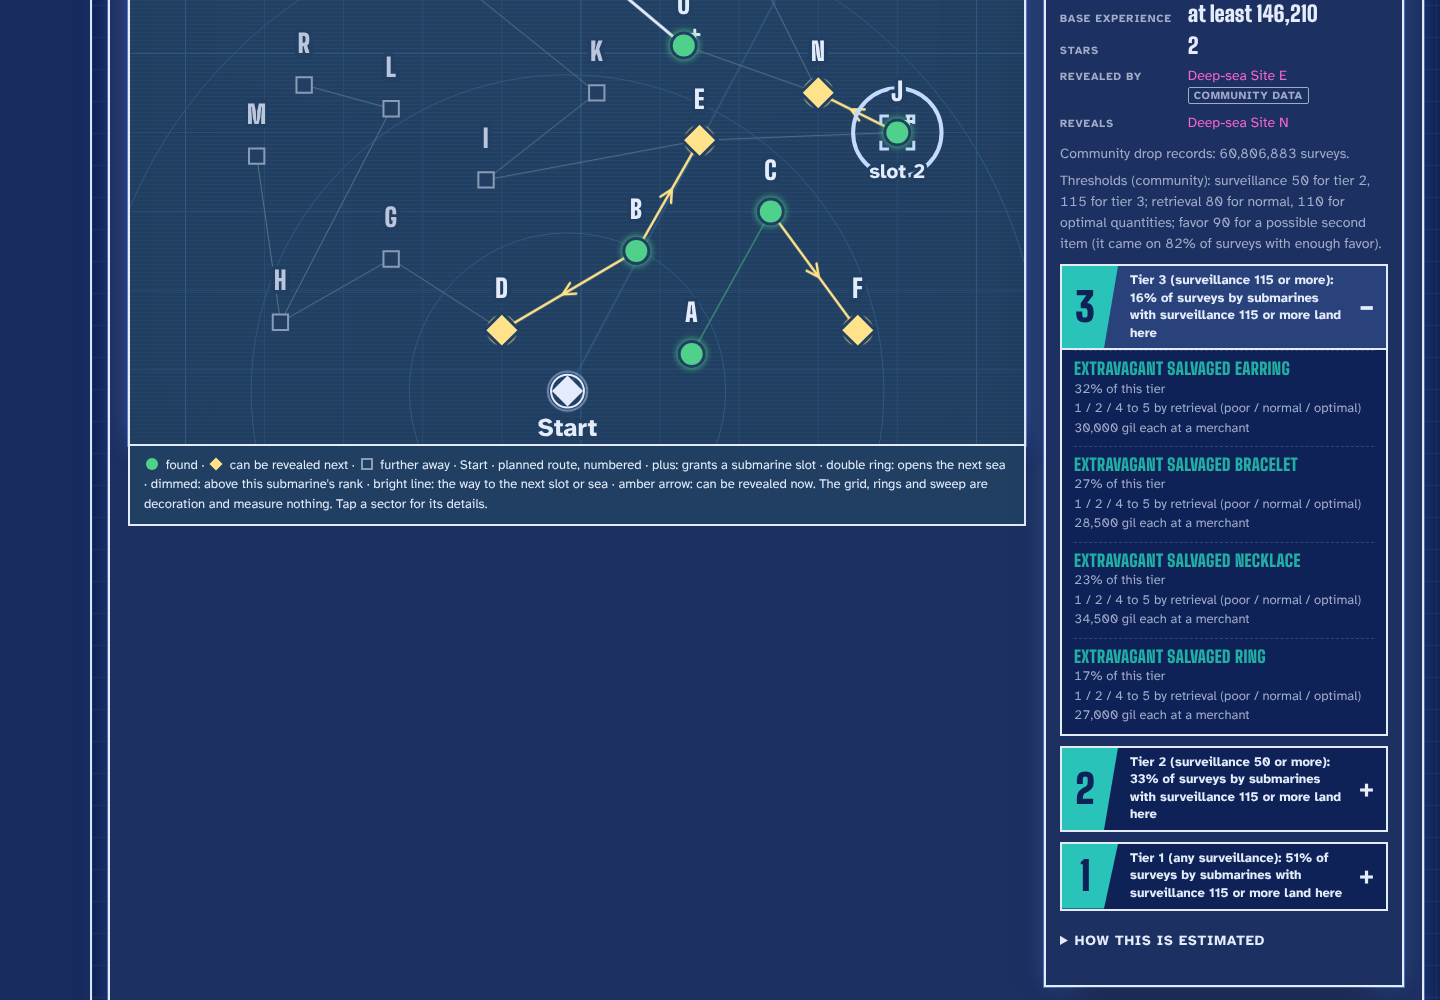 O
R
L
K
N
J
M
E
slot 2
I
C
B
G
H
D
F
A
Start
found · can be revealed next · further away · Start · planned route, numbered · plus: grants a submarine slot · double ring: opens the next sea
· dimmed: above this submarine's rank · bright line: the way to the next slot or sea · amber arrow: can be revealed now. The grid, rings and sweep are
decoration and measure nothing. Tap a sector for its details.
BASE EXPERIENCE at least 146,210
STARS 2
REVEALED BY Deep-sea Site E
COMMUNITY DATA
REVEALS Deep-sea Site N
Community drop records: 60,806,883 surveys.
Thresholds (community): surveillance 50 for tier 2,
115 for tier 3; retrieval 80 for normal, 110 for
optimal quantities; favor 90 for a possible second
item (it came on 82% of surveys with enough favor).
3
Tier 3 (surveillance 115 or more):
16% of surveys by submarines
with surveillance 115 or more land
here
−
EXTRAVAGANT SALVAGED EARRING
32% of this tier
1 / 2 / 4 to 5 by retrieval (poor / normal / optimal)
30,000 gil each at a merchant
EXTRAVAGANT SALVAGED BRACELET
27% of this tier
1 / 2 / 4 to 5 by retrieval (poor / normal / optimal)
28,500 gil each at a merchant
EXTRAVAGANT SALVAGED NECKLACE
23% of this tier
1 / 2 / 4 to 5 by retrieval (poor / normal / optimal)
34,500 gil each at a merchant
EXTRAVAGANT SALVAGED RING
17% of this tier
1 / 2 / 4 to 5 by retrieval (poor / normal / optimal)
27,000 gil each at a merchant
2
Tier 2 (surveillance 50 or more):
33% of surveys by submarines
with surveillance 115 or more land
here
+
1
Tier 1 (any surveillance): 51% of
surveys by submarines with
surveillance 115 or more land here
+
HOW THIS IS ESTIMATED